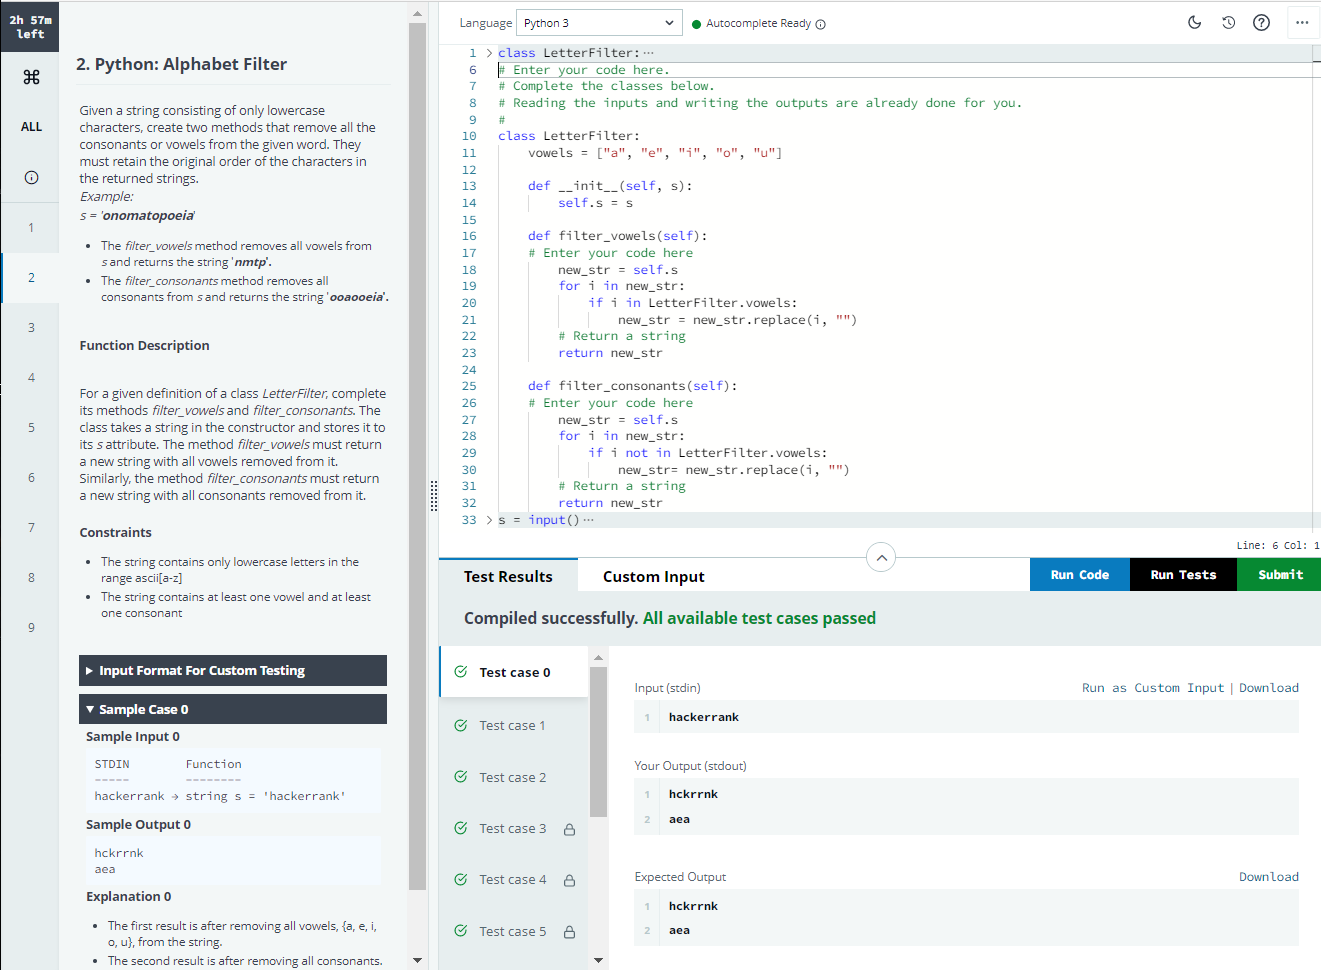 2h 57m
left
ALL
1
2
3
4
5
6
7
8
9
2. Python: Alphabet Filter
Given a string consisting of only lowercase
characters, create two methods that remove all the
consonants or vowels from the given word. They
must retain the original order of the characters in
the returned strings.
Example:
s = 'onomatopoeia'
• The filter_vowels method removes all vowels from
s and returns the string 'nmtp'.
• The filter_consonants method removes all
consonants from s and returns the string 'ooaooeia'.
Function Description
For a given definition of a class LetterFilter, complete
its methods filter_vowels and filter_consonants. The
class takes a string in the constructor and stores it to
its s attribute. The method filter_vowels must return
a new string with all vowels removed from it.
Similarly, the method filter_consonants must return
a new string with all consonants removed from it.
Constraints
• The string contains only lowercase letters in the
range ascii[a-z]
• The string contains at least one vowel and at least
one consonant
Input Format For Custom Testing
Sample Case 0
Sample Input 0
STDIN Function
----- --------
hackerrank → string s = 'hackerrank'
Sample Output 0
hckrrnk
aea
Explanation 0
• The first result is after removing all vowels, {a, e, i,
o, u}, from the string.
• The second result is after removing all consonants.
Language Python 3 Autocomplete Ready
1 class LetterFilter: ···
6 # Enter your code here.
7 # Complete the classes below.
8 # Reading the inputs and writing the outputs are already done for you.
9 #
10 class LetterFilter:
11 vowels = ["a", "e", "i", "o", "u"]
12
13 def __init__(self, s):
14 self.s = s
15
16 def filter_vowels(self):
17 # Enter your code here
18 new_str = self.s
19 for i in new_str:
20 if i in LetterFilter.vowels:
21 new_str = new_str.replace(i, "")
22 # Return a string
23 return new_str
24
25 def filter_consonants(self):
26 # Enter your code here
27 new_str = self.s
28 for i in new_str:
29 if i not in LetterFilter.vowels:
30 new_str= new_str.replace(i, "")
31 # Return a string
32 return new_str
33 s = input() ···
Line: 6 Col: 1
Test Results Custom Input Run Code Run Tests Submit
Compiled successfully. All available test cases passed
Test case 0
Test case 1
Test case 2
Test case 3
Test case 4
Test case 5
Input (stdin) Run as Custom Input | Download
1 hackerrank
Your Output (stdout)
1 hckrrnk
2 aea
Expected Output Download
1 hckrrnk
2 aea